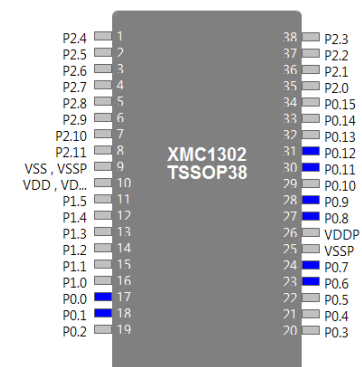 P2.4 1 38 P2.3
P2.5 2 37 P2.2
P2.6 3 36 P2.1
P2.7 4 35 P2.0
P2.8 5 34 P0.15
P2.9 6 33 P0.14
P2.10 7 32 P0.13
P2.11 8 XMC1302 31 P0.12
VSS , VSSP 9 TSSOP38 30 P0.11
VDD , VD... 10 29 P0.10
P1.5 11 28 P0.9
P1.4 12 27 P0.8
P1.3 13 26 VDDP
P1.2 14 25 VSSP
P1.1 15 24 P0.7
P1.0 16 23 P0.6
P0.0 17 22 P0.5
P0.1 18 21 P0.4
P0.2 19 20 P0.3